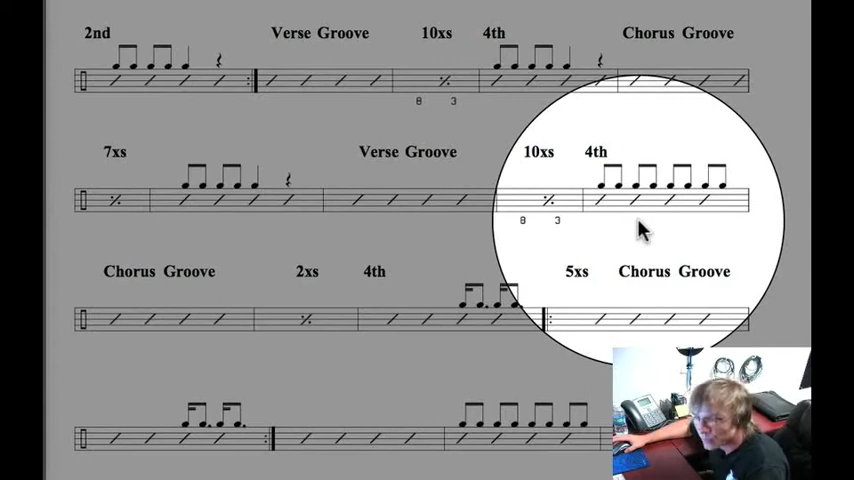 2nd Verse Groove 10xs 4th Chorus Groove
8 3
7xs Verse Groove 10xs 4th
8 3
Chorus Groove 2xs 4th 5xs Chorus Groove